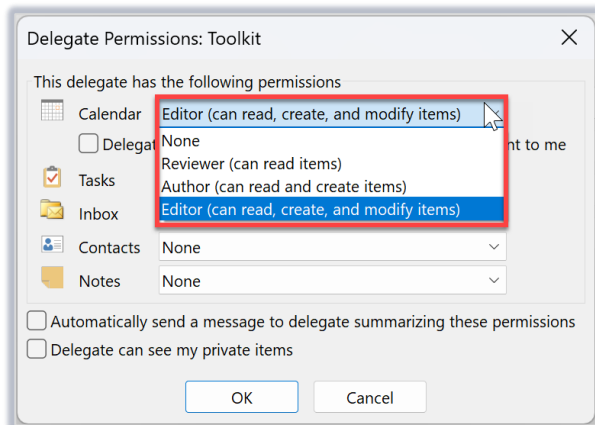 Delegate Permissions: Toolkit
This delegate has the following permissions
Calendar Editor (can read, create, and modify items)
nt to me
None
Reviewer (can read items)
Author (can read and create items)
Editor (can read, create, and modify items)
Tasks
Inbox
Contacts None
Notes None
Automatically send a message to delegate summarizing these permissions
Delegate can see my private items
OK Cancel